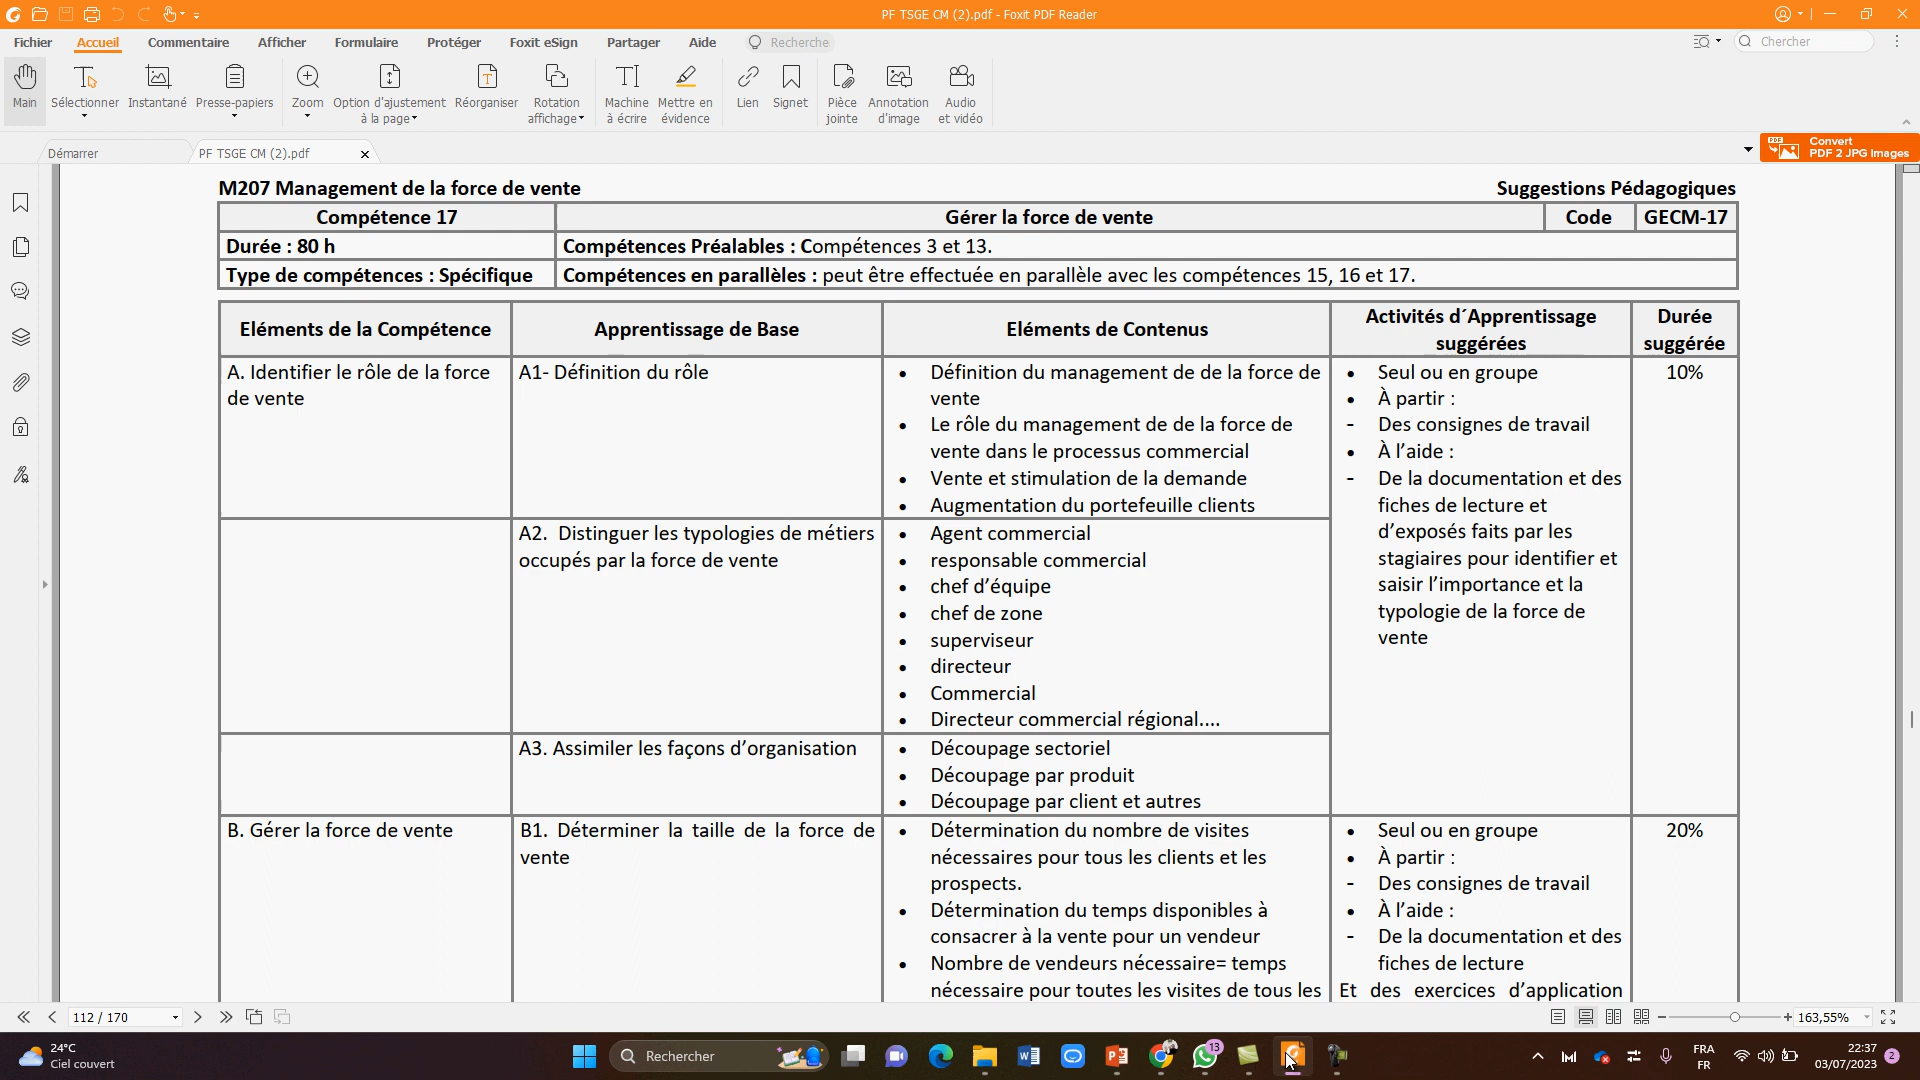 PF TSGE CM (2).pdf - Foxit PDF Reader
Fichier Accueil Commentaire Afficher Formulaire Protéger Foxit eSign Partager Aide Recherche Chercher
Main Sélectionner Instantané Presse-papiers Zoom Option d'ajustement à la page Réorganiser Rotation affichage Machine à écrire Mettre en évidence Lien Signet Pièce jointe Annotation d'image Audio et vidéo
Démarrer PF TSGE CM (2).pdf
Convert
PDF 2 JPG Images
M207 Management de la force de vente Suggestions Pédagogiques
Compétence 17 Gérer la force de vente Code GECM-17
Durée : 80 h Compétences Préalables : Compétences 3 et 13.
Type de compétences : Spécifique Compétences en parallèles : peut être effectuée en parallèle avec les compétences 15, 16 et 17.
Eléments de la Compétence Apprentissage de Base Eléments de Contenus Activités d´Apprentissage suggérées Durée suggérée
A. Identifier le rôle de la force
de vente
A1- Définition du rôle
• Définition du management de de la force de
vente
• Le rôle du management de de la force de
vente dans le processus commercial
• Vente et stimulation de la demande
• Augmentation du portefeuille clients
• Seul ou en groupe
• À partir :
- Des consignes de travail
• À l’aide :
- De la documentation et des
fiches de lecture et
d’exposés faits par les
stagiaires pour identifier et
saisir l’importance et la
typologie de la force de
vente
10%
A2. Distinguer les typologies de métiers
occupés par la force de vente
• Agent commercial
• responsable commercial
• chef d’équipe
• chef de zone
• superviseur
• directeur
• Commercial
• Directeur commercial régional....
A3. Assimiler les façons d’organisation
• Découpage sectoriel
• Découpage par produit
• Découpage par client et autres
B. Gérer la force de vente
B1. Déterminer la taille de la force de
vente
• Détermination du nombre de visites
nécessaires pour tous les clients et les
prospects.
• Détermination du temps disponibles à
consacrer à la vente pour un vendeur
• Nombre de vendeurs nécessaire= temps
nécessaire pour toutes les visites de tous les
• Seul ou en groupe
• À partir :
- Des consignes de travail
• À l’aide :
- De la documentation et des
fiches de lecture
Et des exercices d’application
20%
112 / 170 163,55%
24°C
Ciel couvert
Rechercher
13
FRA
FR
22:37
03/07/2023
2